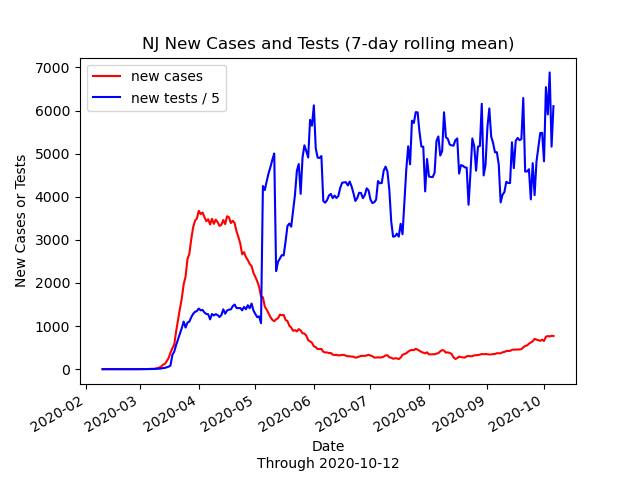 NJ New Cases and Tests (7-day rolling mean)
new cases
new tests / 5
7000
6000
5000
4000
3000
2000
1000
0
New Cases or Tests
2020-02
2020-03
2020-04
2020-05
2020-06
2020-07
2020-08
2020-09
2020-10
Date
Through 2020-10-12